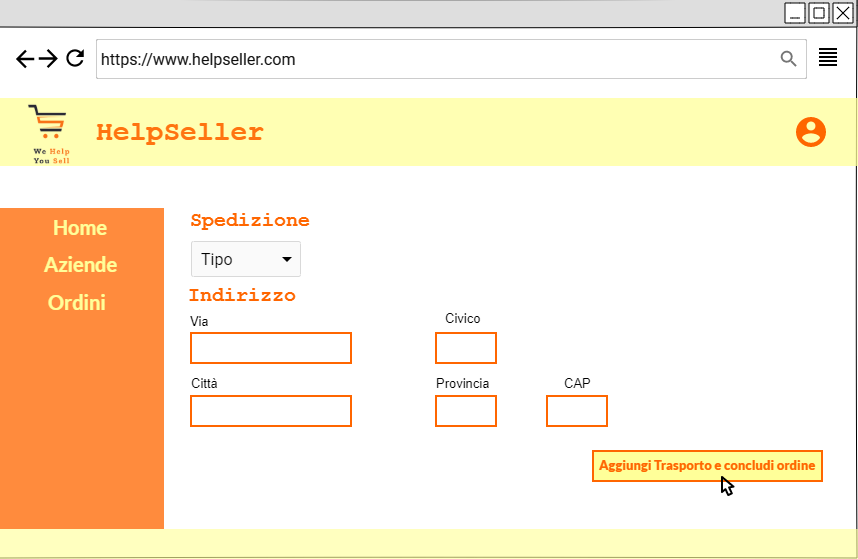 https://www.helpseller.com
We Help
You Sell
HelpSeller
Home
Aziende
Ordini
Spedizione
Tipo
Indirizzo
Via
Civico
Città
Provincia
CAP
Aggiungi Trasporto e concludi ordine